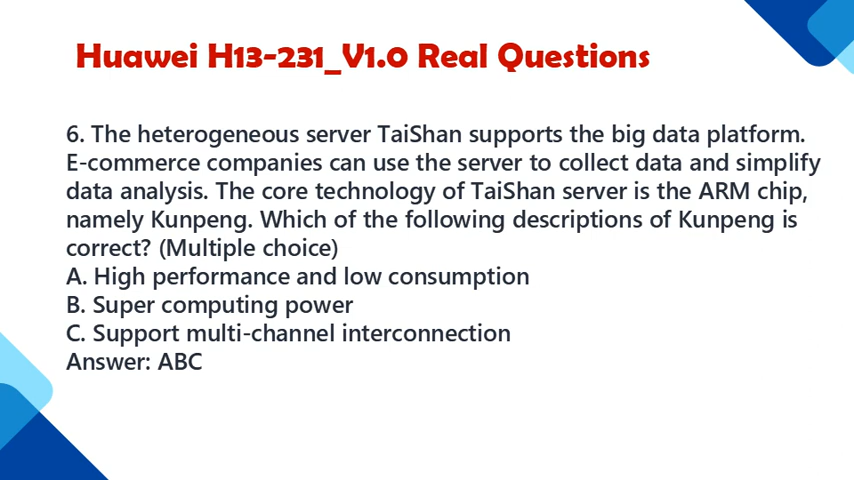 Huawei H13-231_V1.0 Real Questions
6. The heterogeneous server TaiShan supports the big data platform.
E-commerce companies can use the server to collect data and simplify
data analysis. The core technology of TaiShan server is the ARM chip,
namely Kunpeng. Which of the following descriptions of Kunpeng is
correct? (Multiple choice)
A. High performance and low consumption
B. Super computing power
C. Support multi-channel interconnection
Answer: ABC